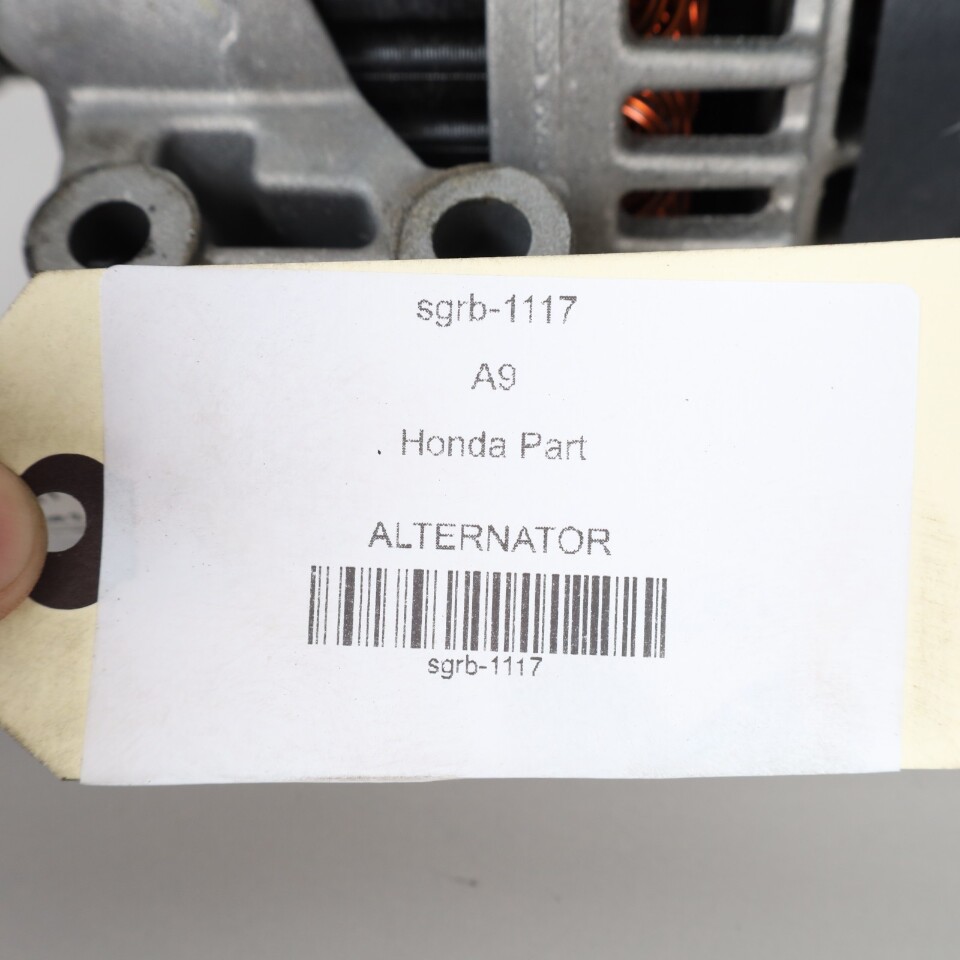 sgrb-1117
A9
Honda Part
ALTERNATOR
sgrb-1117